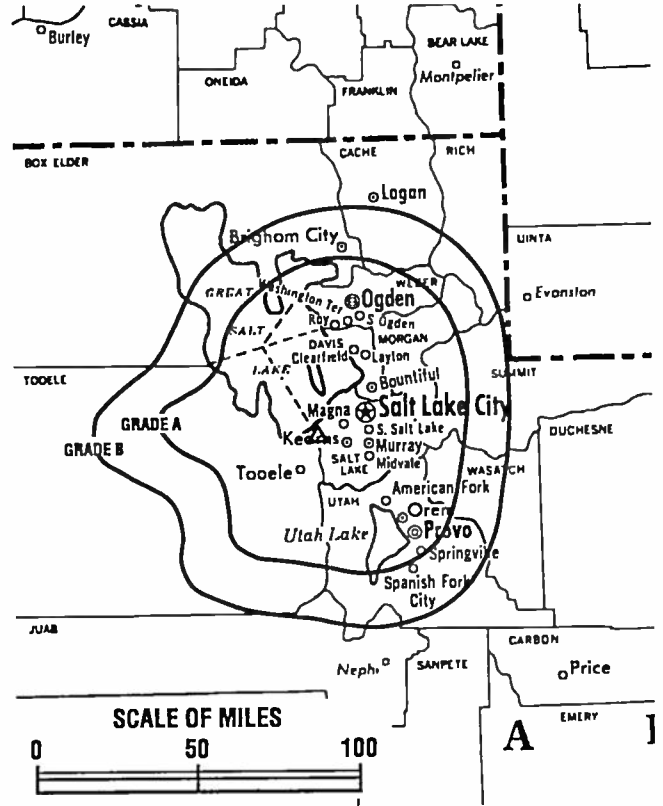 CASSIA
Burley
BEAR LAKE
ONEIDA
Montpelier
FRANKLIN
BOX ELDER
CACHE
RICH
Logan
Brigham City
UINTA
GREAT
WEBER
Washington Ter
Ogden
Evanston
Roy
S Ogden
SALT
MORGAN
DAVIS
Clearfield
Layton
LAKE
SUMMIT
TOOELE
Bountiful
Magna
Salt Lake City
GRADE A
S. Salt Lake
DUCHESNE
GRADE B
Kearns
Murray
SALT LAKE
Midvale
WASATCH
Tooele
American Fork
UTAH
Orem
Utah Lake
Provo
Springville
Spanish Fork
City
JUAB
CARBON
Nephi
SANPETE
Price
SCALE OF MILES
EMERY
A
0 50 100